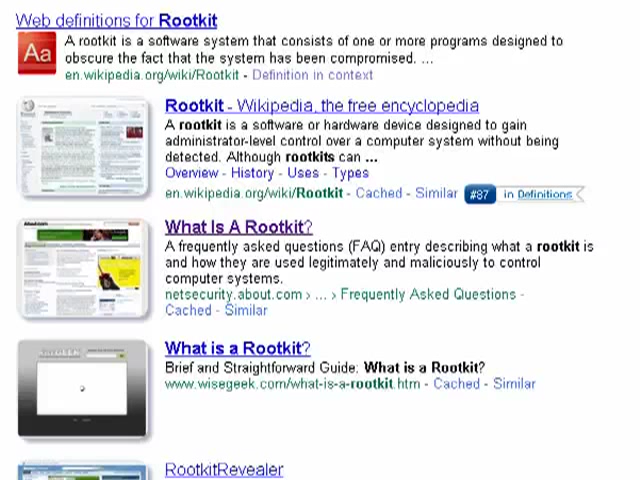 Web definitions for Rootkit
Aa
A rootkit is a software system that consists of one or more programs designed to
obscure the fact that the system has been compromised. ...
en.wikipedia.org/wiki/Rootkit - Definition in context
Rootkit - Wikipedia, the free encyclopedia
A rootkit is a software or hardware device designed to gain
administrator-level control over a computer system without being
detected. Although rootkits can ...
Overview - History - Uses - Types
en.wikipedia.org/wiki/Rootkit - Cached - Similar #87 in Definitions
What Is A Rootkit?
A frequently asked questions (FAQ) entry describing what a rootkit is
and how they are used legitimately and maliciously to control
computer systems.
netsecurity.about.com › ... › Frequently Asked Questions -
Cached - Similar
What is a Rootkit?
Brief and Straightforward Guide: What is a Rootkit?
www.wisegeek.com/what-is-a-rootkit.htm - Cached - Similar
RootkitRevealer